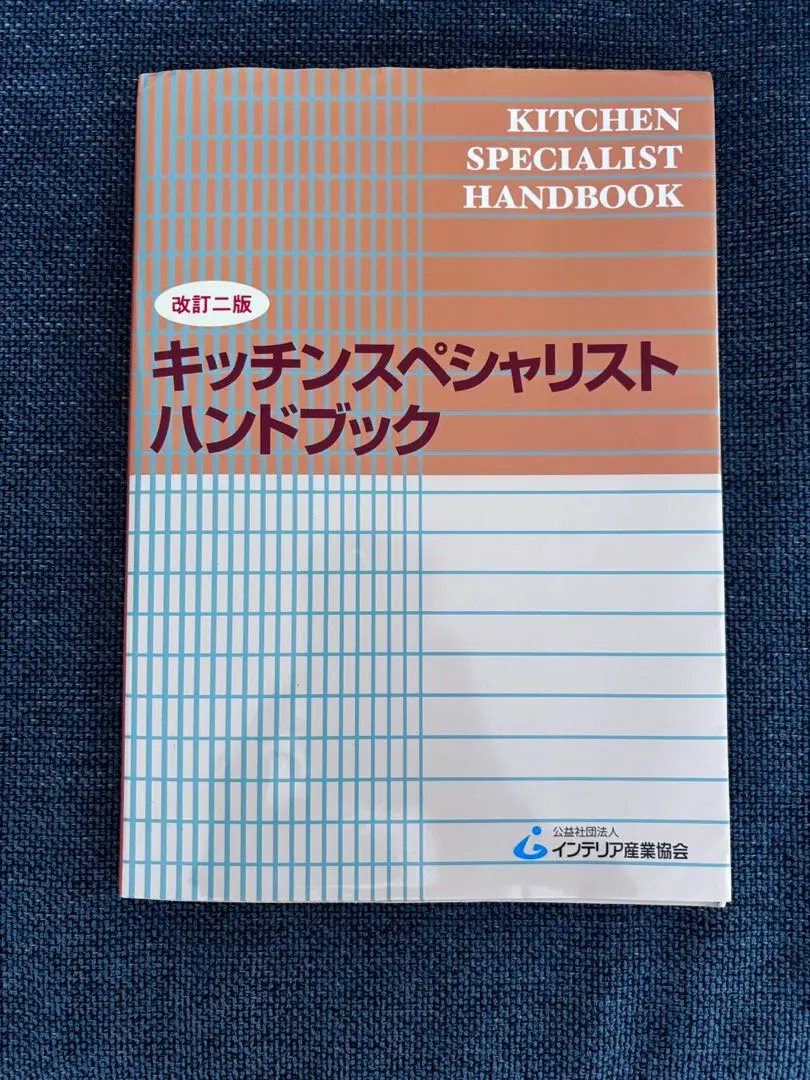 KITCHEN
SPECIALIST
HANDBOOK
改訂二版
キッチンスペシャリスト
ハンドブック
公益社団法人
インテリア産業協会